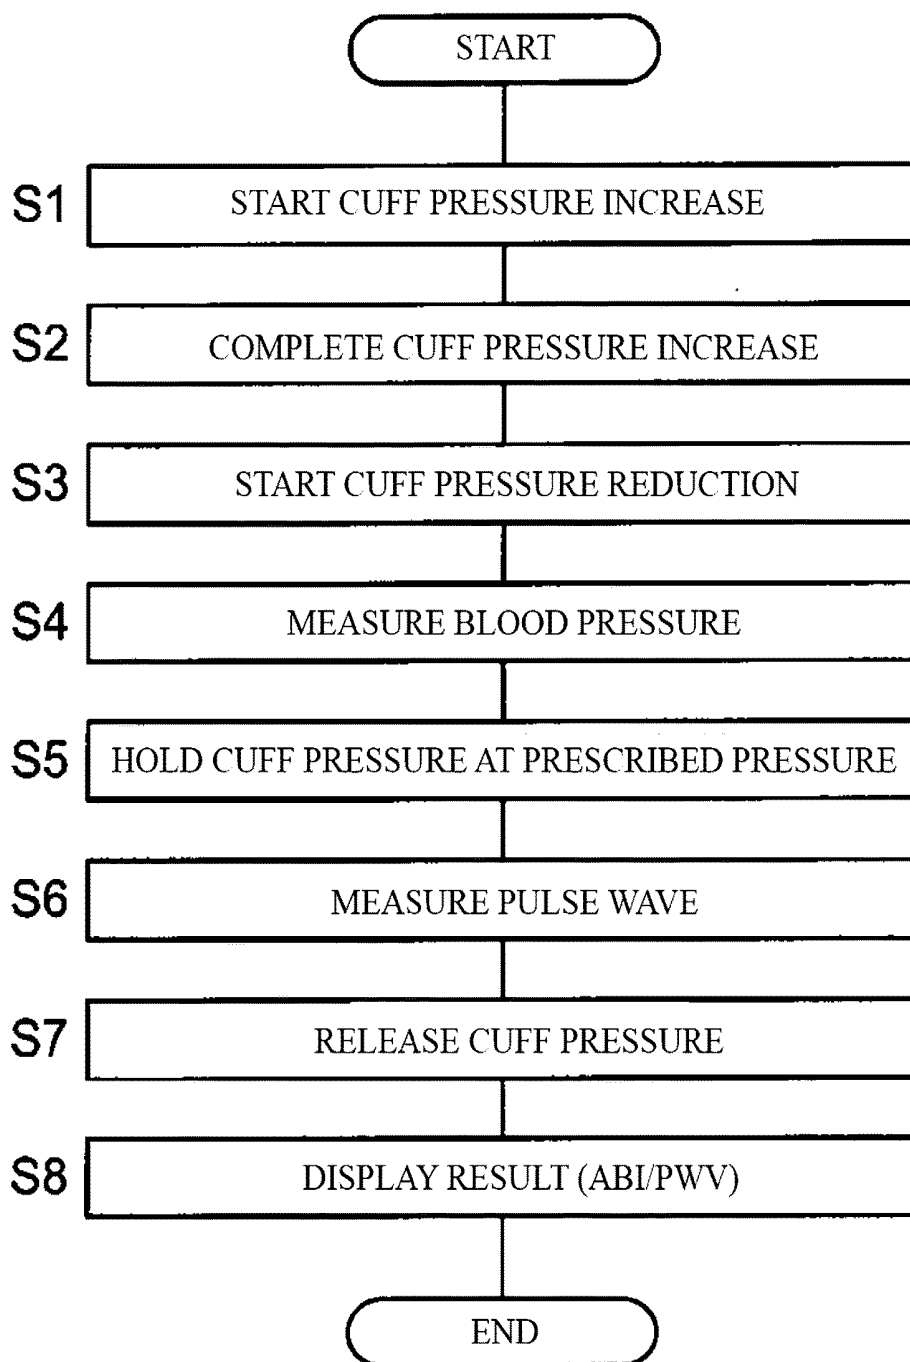 START
S1 START CUFF PRESSURE INCREASE
S2 COMPLETE CUFF PRESSURE INCREASE
S3 START CUFF PRESSURE REDUCTION
S4 MEASURE BLOOD PRESSURE
S5 HOLD CUFF PRESSURE AT PRESCRIBED PRESSURE
S6 MEASURE PULSE WAVE
S7 RELEASE CUFF PRESSURE
S8 DISPLAY RESULT (ABI/PWV)
END